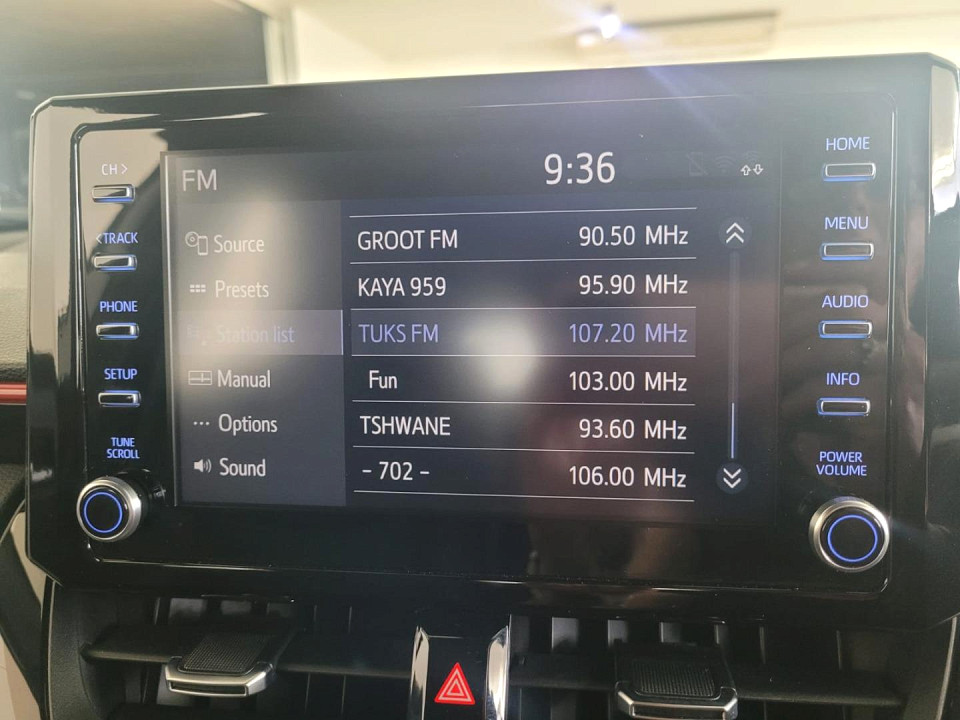 CH >
<TRACK
PHONE
SETUP
TUNE
SCROLL
FM
9:36
Source
Presets
Station list
Manual
Options
Sound
GROOT FM 90.50 MHz
KAYA 959 95.90 MHz
TUKS FM 107.20 MHz
Fun 103.00 MHz
TSHWANE 93.60 MHz
- 702 - 106.00 MHz
HOME
MENU
AUDIO
INFO
POWER
VOLUME